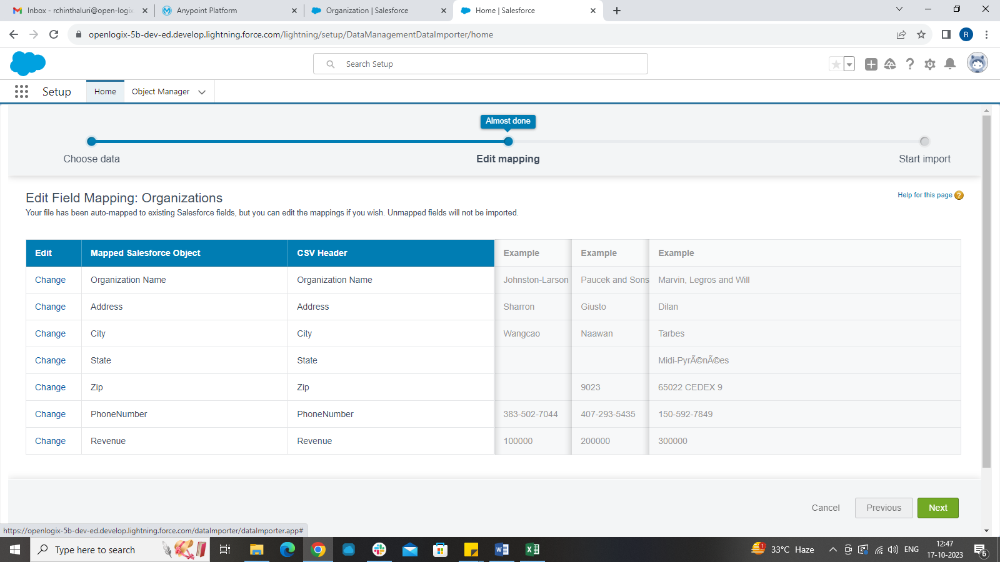 Inbox - rchinthaluri@open-logix
Anypoint Platform
Organization | Salesforce
Home | Salesforce
openlogix-5b-dev-ed.develop.lightning.force.com/lightning/setup/DataManagementDataImporter/home
R
Search Setup
Setup
Home
Object Manager
Almost done
Choose data
Edit mapping
Start import
Edit Field Mapping: Organizations
Help for this page ?
Your file has been auto-mapped to existing Salesforce fields, but you can edit the mappings if you wish. Unmapped fields will not be imported.
Edit Mapped Salesforce Object CSV Header Example Example Example
Change Organization Name Organization Name Johnston-Larson Paucek and Sons Marvin, Legros and Will
Change Address Address Sharron Giusto Dilan
Change City City Wangcao Naawan Tarbes
Change State State Midi-PyrÃ©nÃ©es
Change Zip Zip 9023 65022 CEDEX 9
Change PhoneNumber PhoneNumber 383-502-7044 407-293-5435 150-592-7849
Change Revenue Revenue 100000 200000 300000
Cancel Previous Next
https://openlogix-5b-dev-ed.develop.lightning.force.com/dataImporter/dataImporter.app#
Type here to search
1
33°C Haze
ENG
12:47
17-10-2023
6